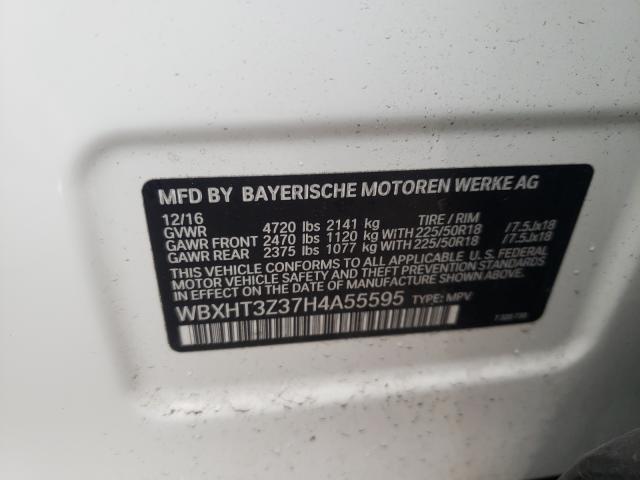 MFD BY BAYERISCHE MOTOREN WERKE AG
12/16
GVWR 4720 lbs 2141 kg TIRE / RIM
GAWR FRONT 2470 lbs 1120 kg WITH 225/50R18 /7.5Jx18
GAWR REAR 2375 lbs 1077 kg WITH 225/50R18 /7.5Jx18
THIS VEHICLE CONFORMS TO ALL APPLICABLE U. S. FEDERAL
MOTOR VEHICLE SAFETY, BUMPER, AND THEFT PREVENTION
STANDARDS IN EFFECT ON THE DATE OF MANUFACTURE SHOWN ABOVE.
WBXHT3Z37H4A55595 TYPE: MPV